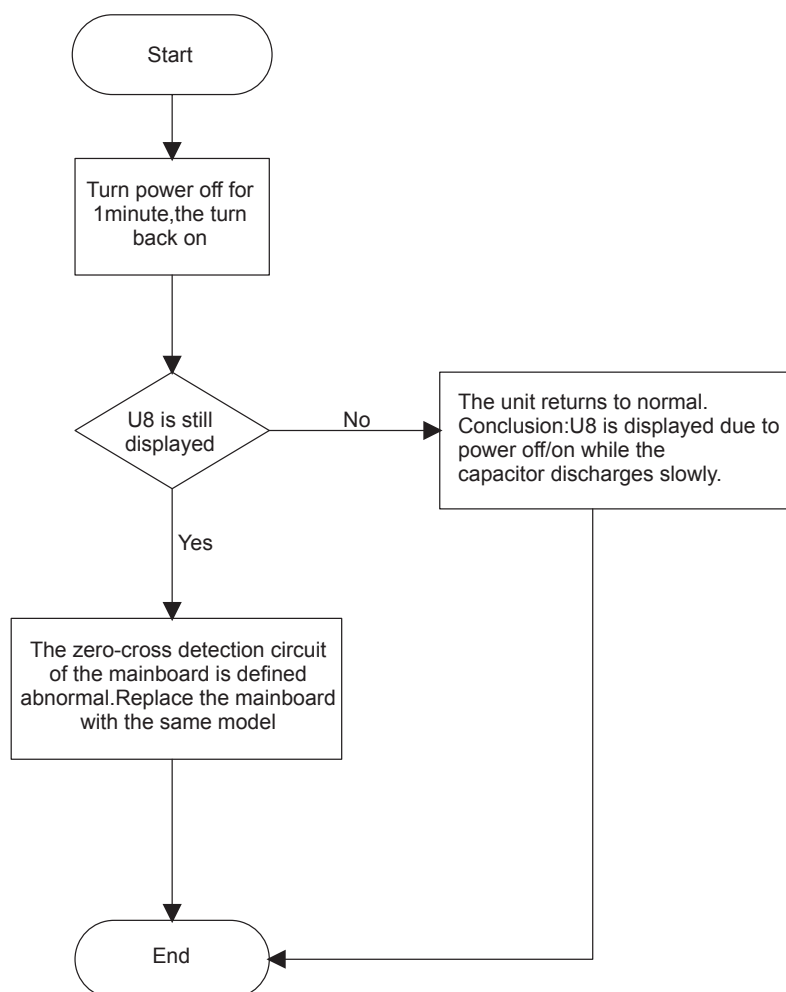 Start
Turn power off for
1minute,the turn
back on
U8 is still
displayed
No
The unit returns to normal.
Conclusion:U8 is displayed due to
power off/on while the
capacitor discharges slowly.
Yes
The zero-cross detection circuit
of the mainboard is defined
abnormal.Replace the mainboard
with the same model
End